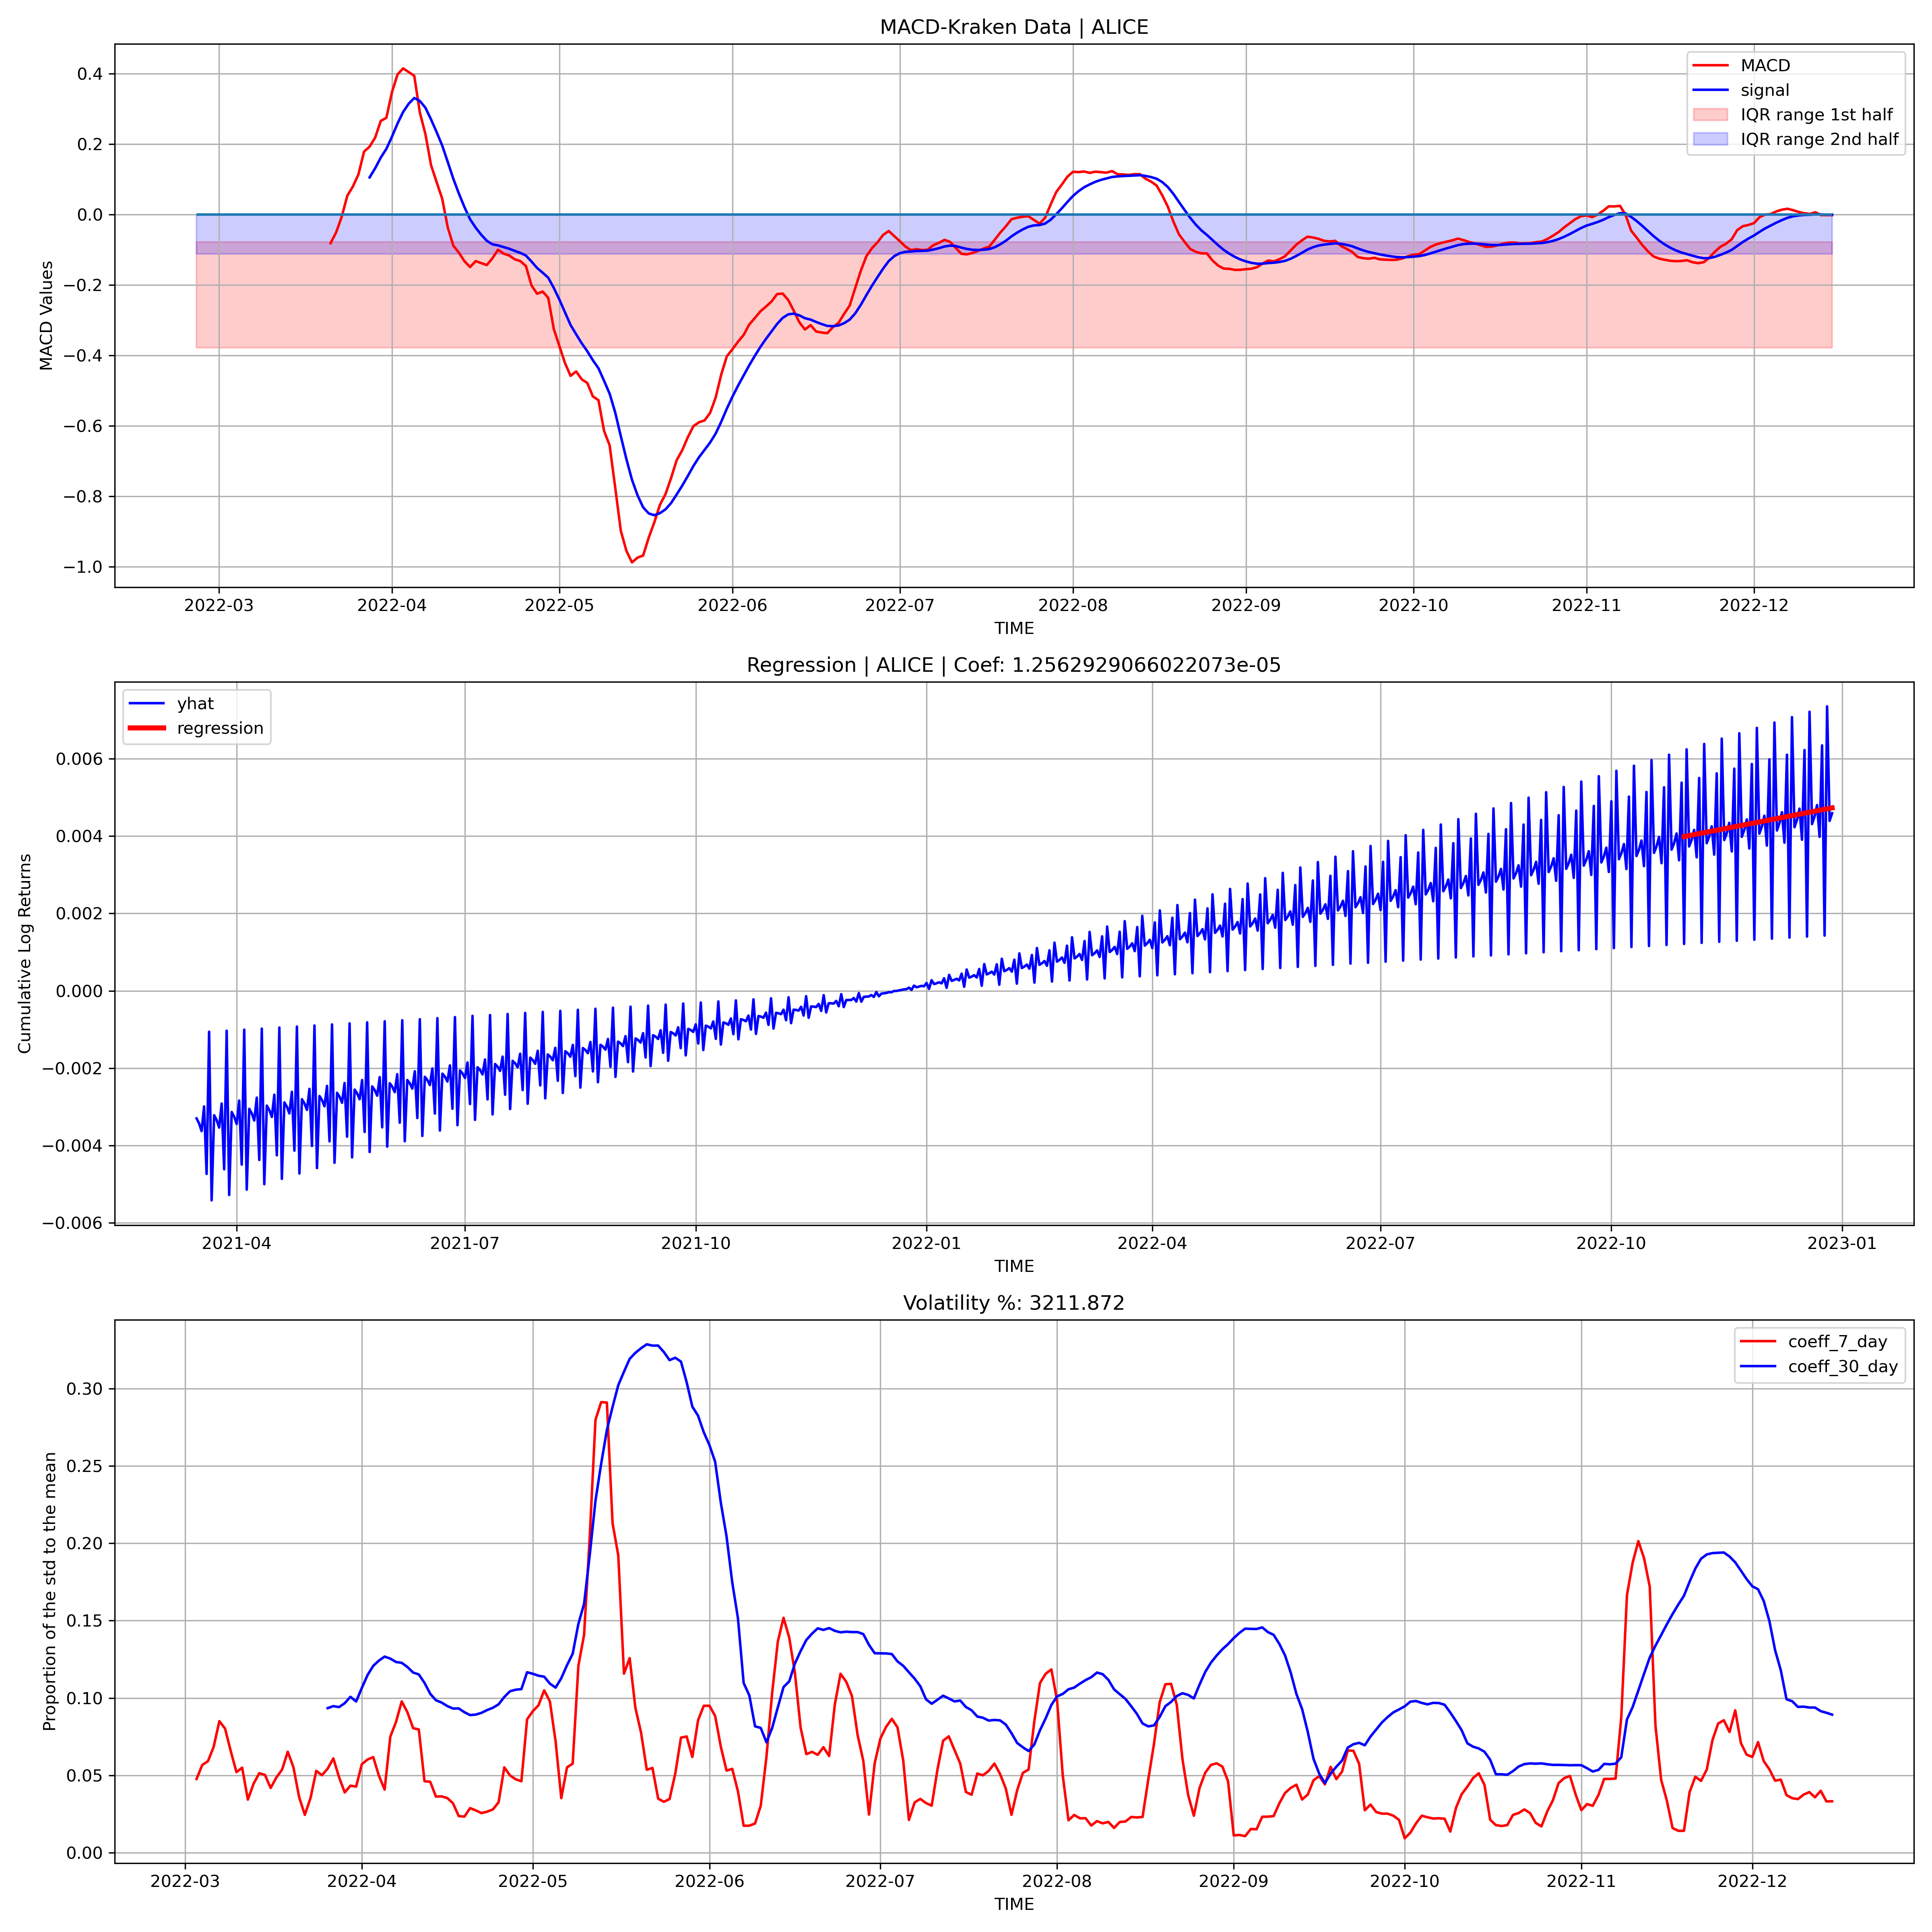 MACD-Kraken Data | ALICE
MACD
signal
IQR range 1st half
IQR range 2nd half
MACD Values
0.4
0.2
0.0
−0.2
−0.4
−0.6
−0.8
−1.0
2022-03 2022-04 2022-05 2022-06 2022-07 2022-08 2022-09 2022-10 2022-11 2022-12
TIME
Regression | ALICE | Coef: 1.2562929066022073e-05
yhat
regression
Cumulative Log Returns
0.006
0.004
0.002
0.000
−0.002
−0.004
−0.006
2021-04 2021-07 2021-10 2022-01 2022-04 2022-07 2022-10 2023-01
TIME
Volatility %: 3211.872
coeff_7_day
coeff_30_day
Proportion of the std to the mean
0.30
0.25
0.20
0.15
0.10
0.05
0.00
2022-03 2022-04 2022-05 2022-06 2022-07 2022-08 2022-09 2022-10 2022-11 2022-12
TIME